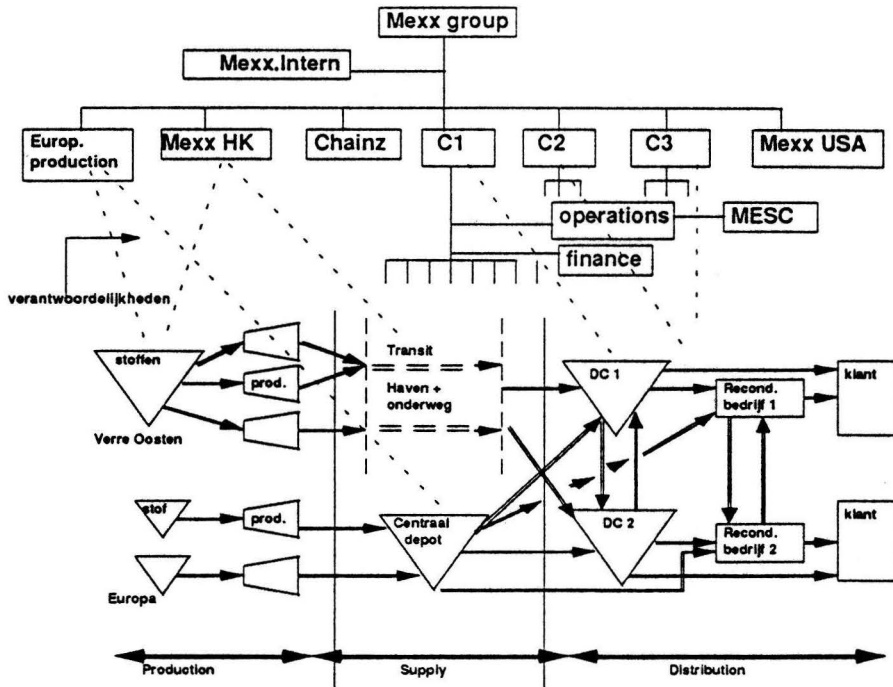 Mexx group
Mexx.Intern
Europ.
production
Mexx HK
Chainz
C1
C2
C3
Mexx USA
operations
MESC
finance
verantwoordelijkheden
stoffen
prod.
Verre Oosten
Transit
Haven +
onderweg
DC 1
Recond.
bedrijf 1
klant
stof
prod.
Europa
Centraal
depot
DC 2
Recond.
bedrijf 2
klant
Production
Supply
Distribution